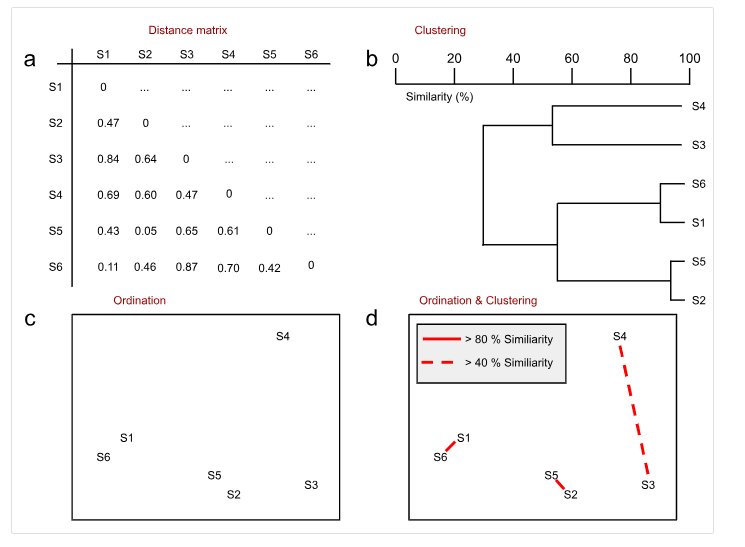 Distance matrix
a
S1 S2 S3 S4 S5 S6
S1 0 ... ... ... ... ...
S2 0.47 0 ... ... ... ...
S3 0.84 0.64 0 ... ... ...
S4 0.69 0.60 0.47 0 ... ...
S5 0.43 0.05 0.65 0.61 0 ...
S6 0.11 0.46 0.87 0.70 0.42 0
Clustering
b
0 20 40 60 80 100
Similarity (%)
S4
S3
S6
S1
S5
S2
Ordination
c
S4
S1
S6
S5
S3
S2
Ordination & Clustering
d
> 80 % Similiarity
> 40 % Similiarity
S4
S1
S6
S5
S3
S2